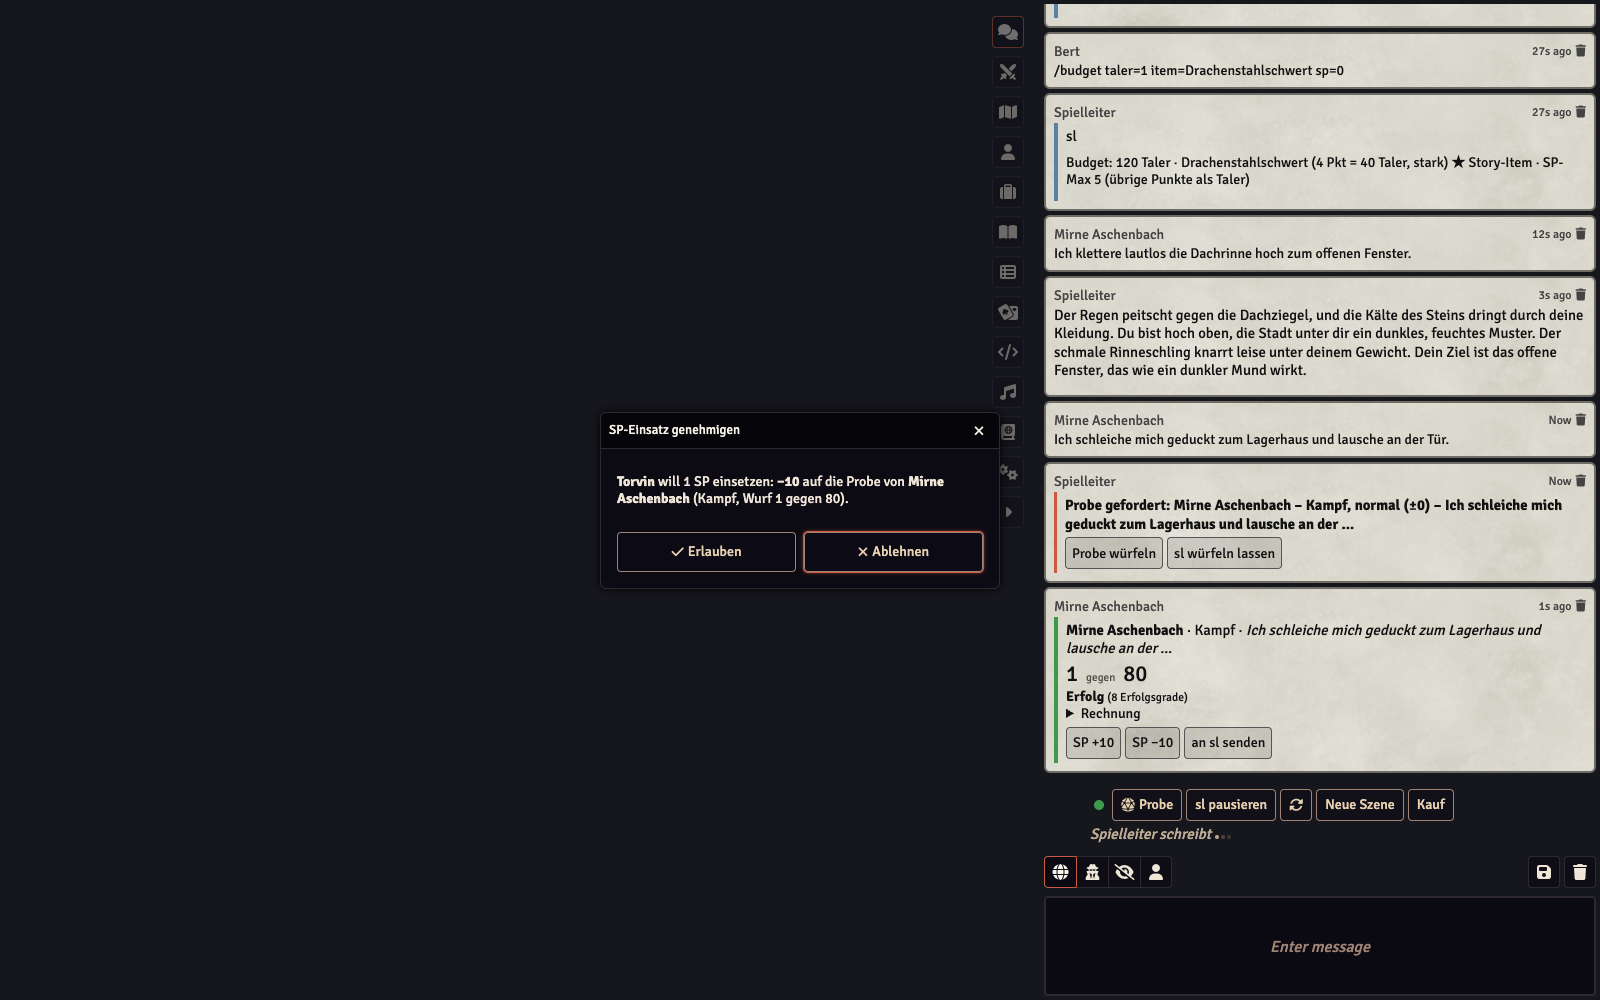 Bert
27s ago
/budget taler=1 item=Drachenstahlschwert sp=0
Spielleiter
27s ago
sl
Budget: 120 Taler · Drachenstahlschwert (4 Pkt = 40 Taler, stark) ★ Story-Item · SP-
Max 5 (übrige Punkte als Taler)
Mirne Aschenbach
12s ago
Ich klettere lautlos die Dachrinne hoch zum offenen Fenster.
Spielleiter
3s ago
Der Regen peitscht gegen die Dachziegel, und die Kälte des Steins dringt durch deine
Kleidung. Du bist hoch oben, die Stadt unter dir ein dunkles, feuchtes Muster. Der
schmale Rinneschling knarrt leise unter deinem Gewicht. Dein Ziel ist das offene
Fenster, das wie ein dunkler Mund wirkt.
Mirne Aschenbach
Now
Ich schleiche mich geduckt zum Lagerhaus und lausche an der Tür.
Spielleiter
Now
Probe gefordert: Mirne Aschenbach – Kampf, normal (±0) – Ich schleiche mich
geduckt zum Lagerhaus und lausche an der ...
Probe würfeln
sl würfeln lassen
Mirne Aschenbach
1s ago
Mirne Aschenbach · Kampf · Ich schleiche mich geduckt zum Lagerhaus und
lausche an der ...
1 gegen 80
Erfolg (8 Erfolgsgrade)
▶ Rechnung
SP +10
SP −10
an sl senden
Probe
sl pausieren
Neue Szene
Kauf
Spielleiter schreibt ...
Enter message
SP-Einsatz genehmigen
Torvin will 1 SP einsetzen: −10 auf die Probe von Mirne
Aschenbach (Kampf, Wurf 1 gegen 80).
Erlauben
Ablehnen